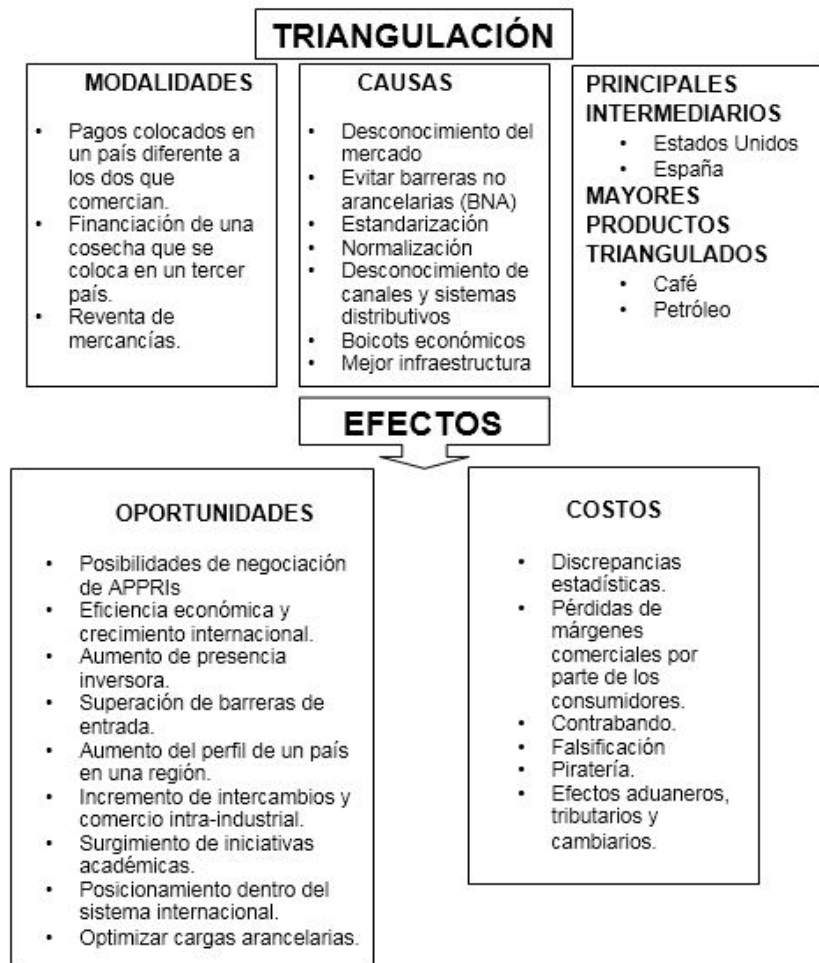 TRIANGULACIÓN
MODALIDADES
• Pagos colocados en
un país diferente a
los dos que
comercian.
• Financiación de una
cosecha que se
coloca en un tercer
país.
• Reventa de
mercancías.
CAUSAS
• Desconocimiento del
mercado
• Evitar barreras no
arancelarias (BNA)
• Estandarización
• Normalización
• Desconocimiento de
canales y sistemas
distributivos
• Boicots económicos
• Mejor infraestructura
PRINCIPALES
INTERMEDIARIOS
• Estados Unidos
• España
MAYORES
PRODUCTOS
TRIANGULADOS
• Café
• Petróleo
EFECTOS
OPORTUNIDADES
• Posibilidades de negociación
de APPRIs
• Eficiencia económica y
crecimiento internacional.
• Aumento de presencia
inversora.
• Superación de barreras de
entrada.
• Aumento del perfil de un país
en una región.
• Incremento de intercambios y
comercio intra-industrial.
• Surgimiento de iniciativas
académicas.
• Posicionamiento dentro del
sistema internacional.
• Optimizar cargas arancelarias.
COSTOS
• Discrepancias
estadísticas.
• Pérdidas de
márgenes
comerciales por
parte de los
consumidores.
• Contrabando.
• Falsificación
• Piratería.
• Efectos aduaneros,
tributarios y
cambiarios.